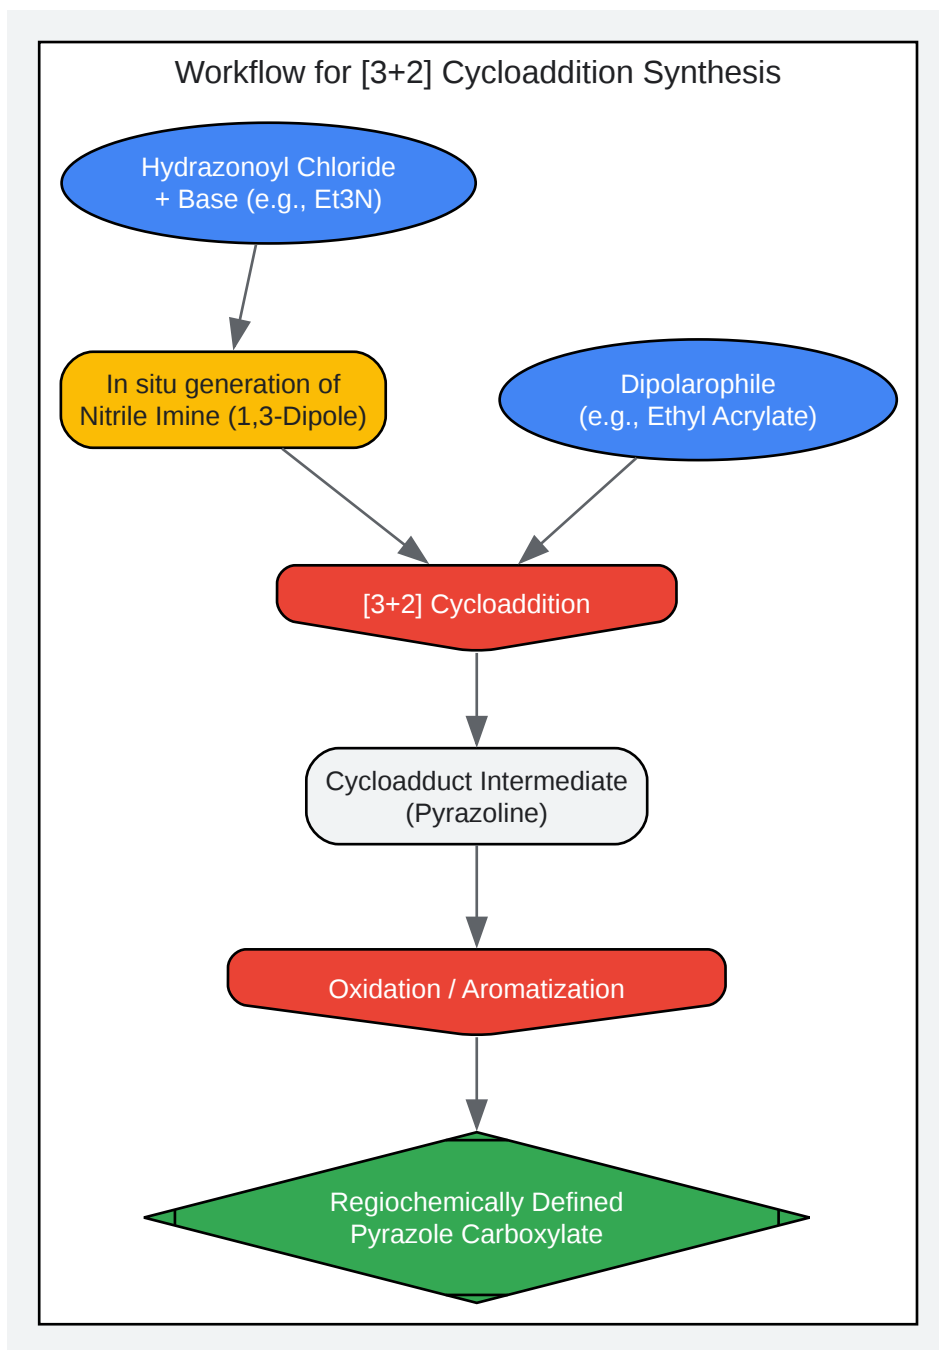 Workflow for [3+2] Cycloaddition Synthesis
Hydrazonoyl Chloride
+ Base (e.g., Et3N)
In situ generation of
Nitrile Imine (1,3-Dipole)
Dipolarophile
(e.g., Ethyl Acrylate)
[3+2] Cycloaddition
Cycloadduct Intermediate
(Pyrazoline)
Oxidation / Aromatization
Regiochemically Defined
Pyrazole Carboxylate